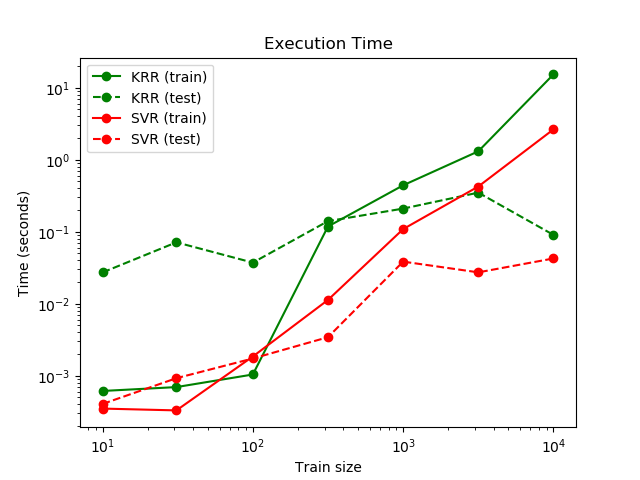 Execution Time
KRR (train)
KRR (test)
SVR (train)
SVR (test)
Time (seconds)
10¹
10⁰
10⁻¹
10⁻²
10⁻³
10¹ 10² 10³ 10⁴
Train size